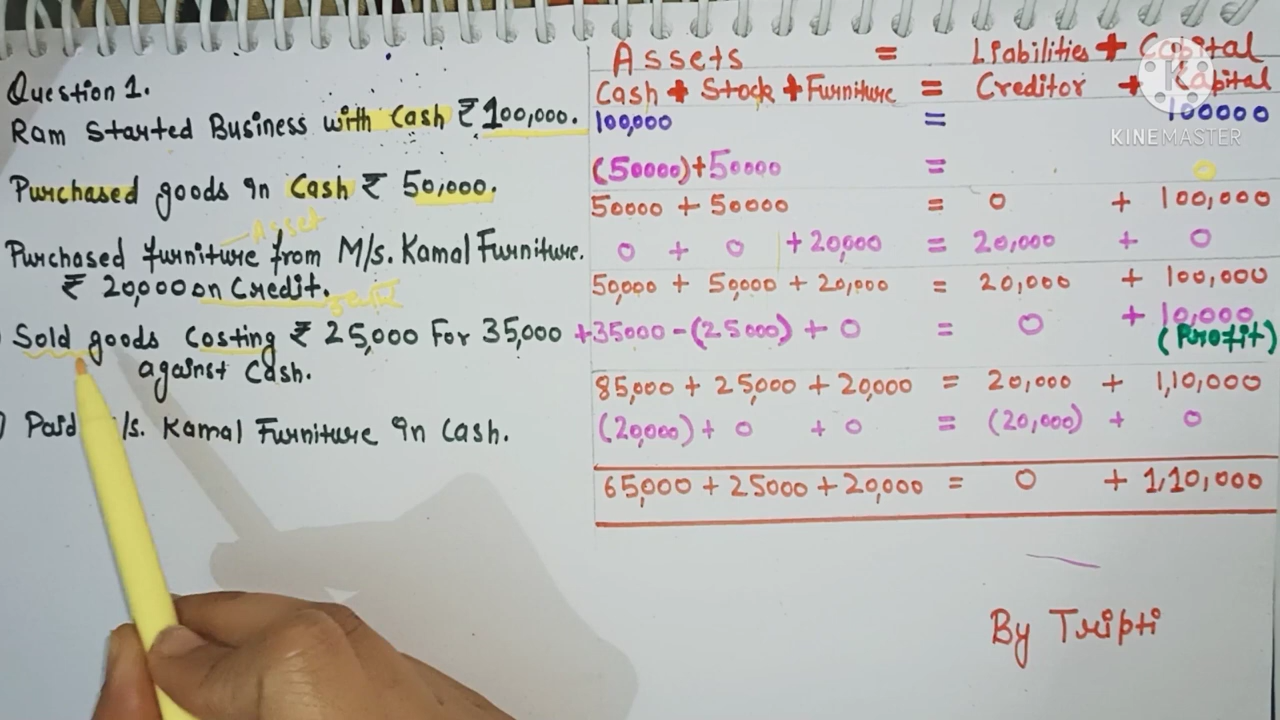 Question 1.
Ram Started Business with Cash ₹ 100,000.
Purchased goods in Cash ₹ 50,000.
Asset
Purchased furniture from M/s. Kamal Furniture.
₹ 20,000 on Credit.
) Sold goods Costing ₹ 25,000 For 35,000
against Cash.
) Paid /s. Kamal Furniture in Cash.
Assets = Liabilities + Capital
Cash + Stock + Furniture = Creditor + Kapital
100,000 = 100000
(50000) + 50000 = 0
50000 + 50000 = 0 + 100,000
0 + 0 + 20,000 = 20,000 + 0
50,000 + 50,000 + 20,000 = 20,000 + 100,000
+35000 - (25000) + 0 = 0 + 10,000
(Profit)
85,000 + 25,000 + 20,000 = 20,000 + 1,10,000
(20,000) + 0 + 0 = (20,000) + 0
65,000 + 25000 + 20,000 = 0 + 1,10,000
By Tripti
KINEMASTER